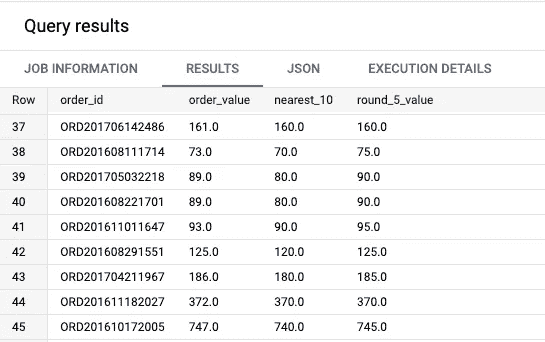 Query results
JOB INFORMATION RESULTS JSON EXECUTION DETAILS
Row order_id order_value nearest_10 round_5_value
37 ORD201706142486 161.0 160.0 160.0
38 ORD201608111714 73.0 70.0 75.0
39 ORD201705032218 89.0 80.0 90.0
40 ORD201608221701 89.0 80.0 90.0
41 ORD201611011647 93.0 90.0 95.0
42 ORD201608291551 125.0 120.0 125.0
43 ORD201704211967 186.0 180.0 185.0
44 ORD201611182027 372.0 370.0 370.0
45 ORD201610172005 747.0 740.0 745.0